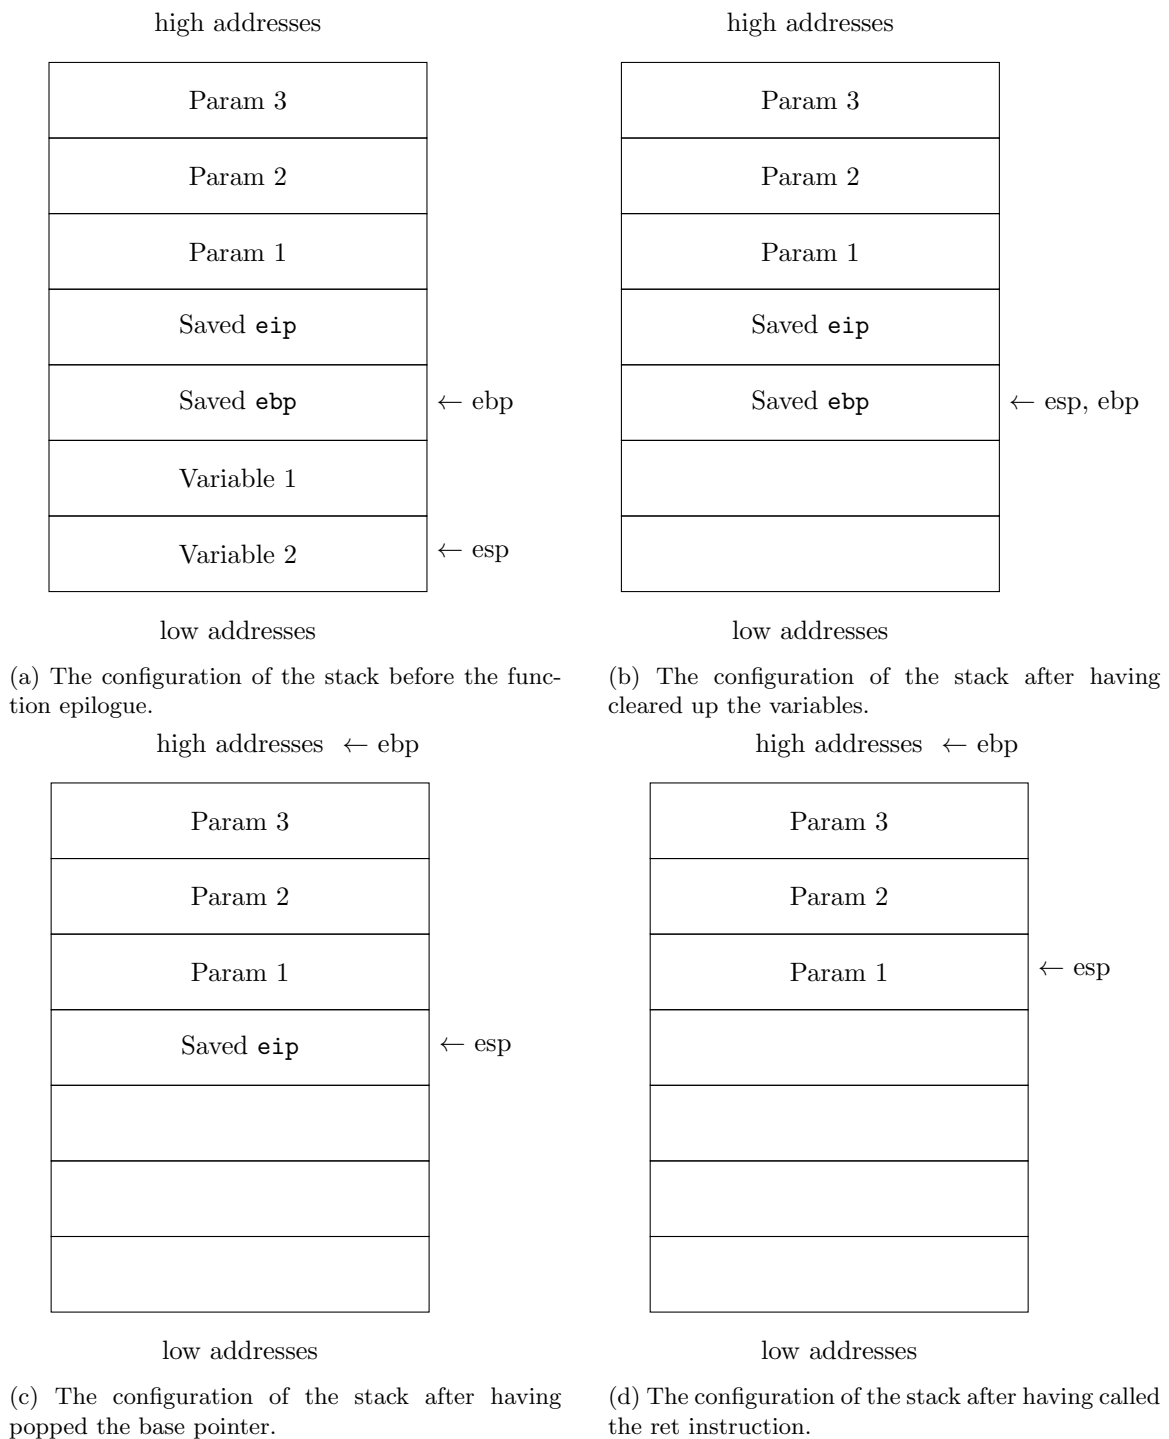 high addresses
Param 3
Param 2
Param 1
Saved eip
Saved ebp
← ebp
Variable 1
Variable 2
← esp
low addresses
(a) The configuration of the stack before the func-
tion epilogue.
high addresses
Param 3
Param 2
Param 1
Saved eip
Saved ebp
← esp, ebp
low addresses
(b) The configuration of the stack after having
cleared up the variables.
high addresses ← ebp
Param 3
Param 2
Param 1
Saved eip
← esp
low addresses
(c) The configuration of the stack after having
popped the base pointer.
high addresses ← ebp
Param 3
Param 2
Param 1
← esp
low addresses
(d) The configuration of the stack after having called
the ret instruction.